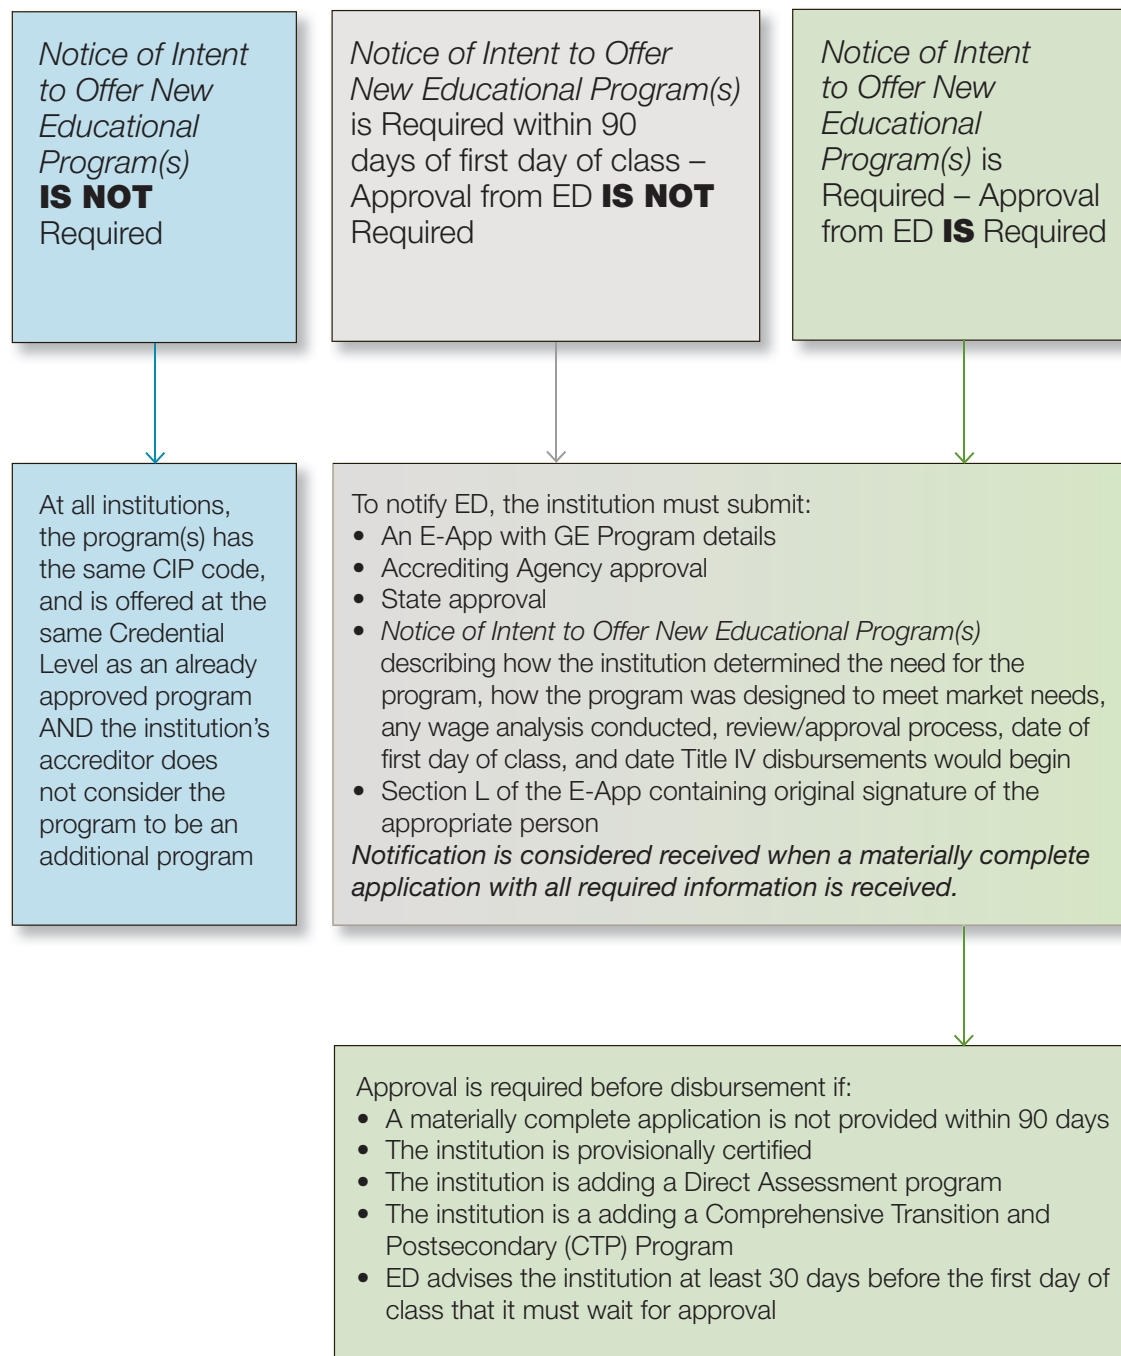 Notice of Intent
to Offer New
Educational
Program(s)
IS NOT
Required
Notice of Intent to Offer
New Educational Program(s)
is Required within 90
days of first day of class –
Approval from ED IS NOT
Required
Notice of Intent
to Offer New
Educational
Program(s) is
Required – Approval
from ED IS Required
At all institutions,
the program(s) has
the same CIP code,
and is offered at the
same Credential
Level as an already
approved program
AND the institution’s
accreditor does
not consider the
program to be an
additional program
To notify ED, the institution must submit:
• An E-App with GE Program details
• Accrediting Agency approval
• State approval
• Notice of Intent to Offer New Educational Program(s)
describing how the institution determined the need for the
program, how the program was designed to meet market needs,
any wage analysis conducted, review/approval process, date of
first day of class, and date Title IV disbursements would begin
• Section L of the E-App containing original signature of the
appropriate person
Notification is considered received when a materially complete
application with all required information is received.
Approval is required before disbursement if:
• A materially complete application is not provided within 90 days
• The institution is provisionally certified
• The institution is adding a Direct Assessment program
• The institution is a adding a Comprehensive Transition and
Postsecondary (CTP) Program
• ED advises the institution at least 30 days before the first day of
class that it must wait for approval